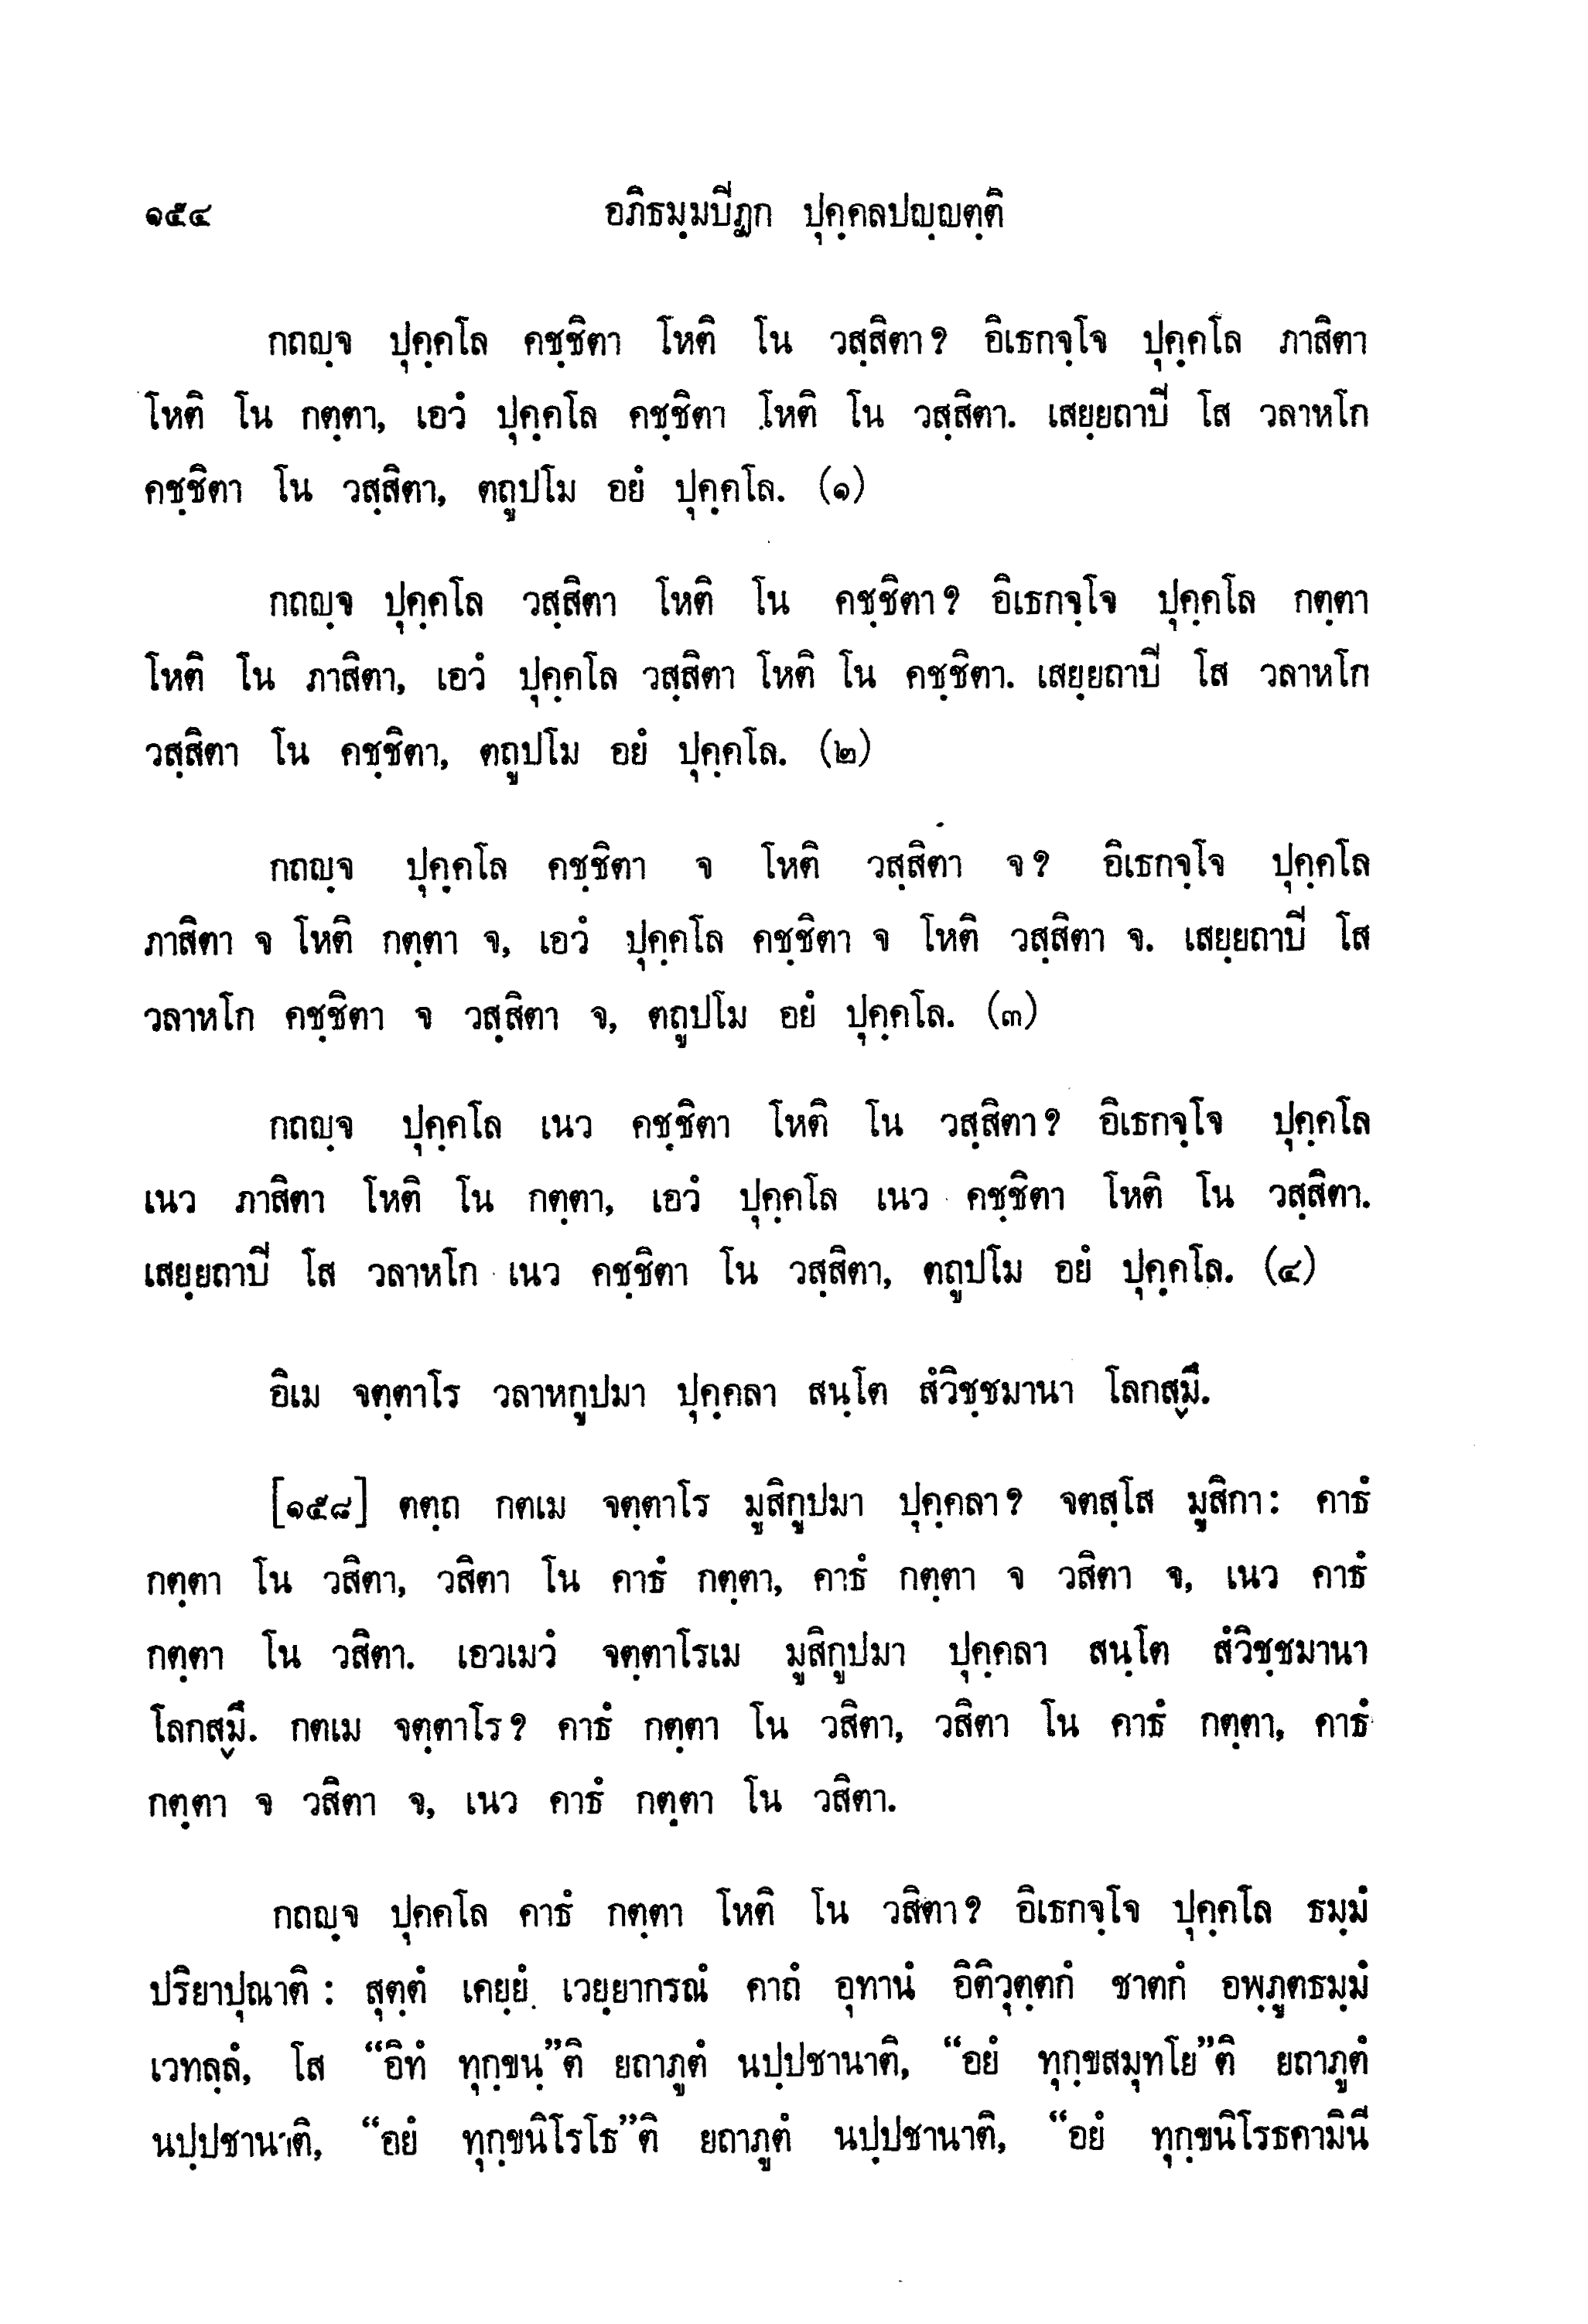 ๑๕๔ อภิธมฺมปิฏก ปุคฺคลปญฺญตฺติ
กถญฺจ ปุคฺคโล คชฺชิตา โหติ โน วสฺสิตา? อิเธกจฺโจ ปุคฺคโล ภาสิตา
โหติ โน กตฺตา, เอวํ ปุคฺคโล คชฺชิตา โหติ โน วสฺสิตา. เสยฺยถาปิ โส วลาหโก
คชฺชิตา โน วสฺสิตา, ตถูปโม อยํ ปุคฺคโล. (๑)
กถญฺจ ปุคฺคโล วสฺสิตา โหติ โน คชฺชิตา? อิเธกจฺโจ ปุคฺคโล กตฺตา
โหติ โน ภาสิตา, เอวํ ปุคฺคโล วสฺสิตา โหติ โน คชฺชิตา. เสยฺยถาปิ โส วลาหโก
วสฺสิตา โน คชฺชิตา, ตถูปโม อยํ ปุคฺคโล. (๒)
กถญฺจ ปุคฺคโล คชฺชิตา จ โหติ วสฺสิตา จ? อิเธกจฺโจ ปุคฺคโล
ภาสิตา จ โหติ กตฺตา จ, เอวํ ปุคฺคโล คชฺชิตา จ โหติ วสฺสิตา จ. เสยฺยถาปิ โส
วลาหโก คชฺชิตา จ วสฺสิตา จ, ตถูปโม อยํ ปุคฺคโล. (๓)
กถญฺจ ปุคฺคโล เนว คชฺชิตา โหติ โน วสฺสิตา? อิเธกจฺโจ ปุคฺคโล
เนว ภาสิตา โหติ โน กตฺตา, เอวํ ปุคฺคโล เนว คชฺชิตา โหติ โน วสฺสิตา.
เสยฺยถาปิ โส วลาหโก เนว คชฺชิตา โน วสฺสิตา, ตถูปโม อยํ ปุคฺคโล. (๔)
อิเม จตฺตาโร วลาหกูปมา ปุคฺคลา สนฺโต สํวิชฺชมานา โลกสฺมึ.
[๑๕๘] ตตฺถ กตเม จตฺตาโร มูสิกูปมา ปุคฺคลา? จตสฺโส มูสิกา: คาธํ
กตฺตา โน วสิตา, วสิตา โน คาธํ กตฺตา, คาธํ กตฺตา จ วสิตา จ, เนว คาธํ
กตฺตา โน วสิตา. เอวเมวํ จตฺตาโรเม มูสิกูปมา ปุคฺคลา สนฺโต สํวิชฺชมานา
โลกสฺมึ. กตเม จตฺตาโร? คาธํ กตฺตา โน วสิตา, วสิตา โน คาธํ กตฺตา, คาธํ
กตฺตา จ วสิตา จ, เนว คาธํ กตฺตา โน วสิตา.
กถญฺจ ปุคฺคโล คาธํ กตฺตา โหติ โน วสิตา? อิเธกจฺโจ ปุคฺคโล ธมฺมํ
ปริยาปุณาติ: สุตฺตํ เคยฺยํ เวยฺยากรณํ คาถํ อุทานํ อิติวุตฺตกํ ชาตกํ อพฺภูตธมฺมํ
เวทลฺลํ, โส “อิทํ ทุกฺขนฺ”ติ ยถาภูตํ นปฺปชานาติ, “อยํ ทุกฺขสมุทโย”ติ ยถาภูตํ
นปฺปชานาติ, “อยํ ทุกฺขนิโรโธ”ติ ยถาภูตํ นปฺปชานาติ, “อยํ ทุกฺขนิโรธคามินี